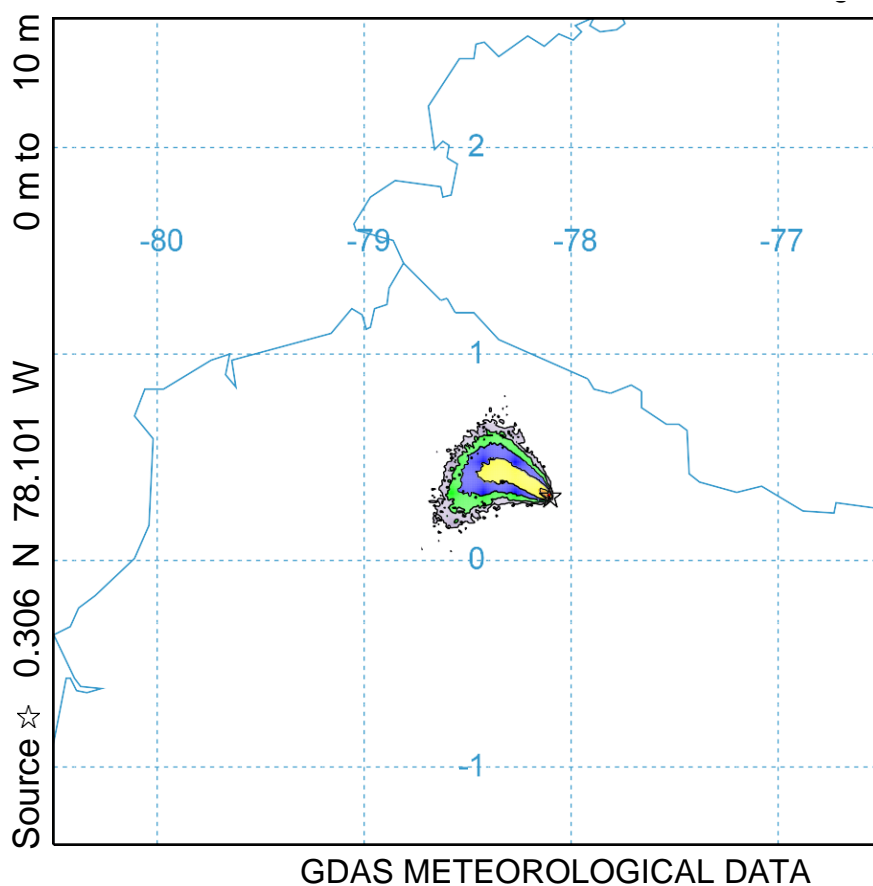 Source ☆ 0.306 N 78.101 W 0 m to 10 m
2
-80 -79 -78 -77
1
0
-1
GDAS METEOROLOGICAL DATA